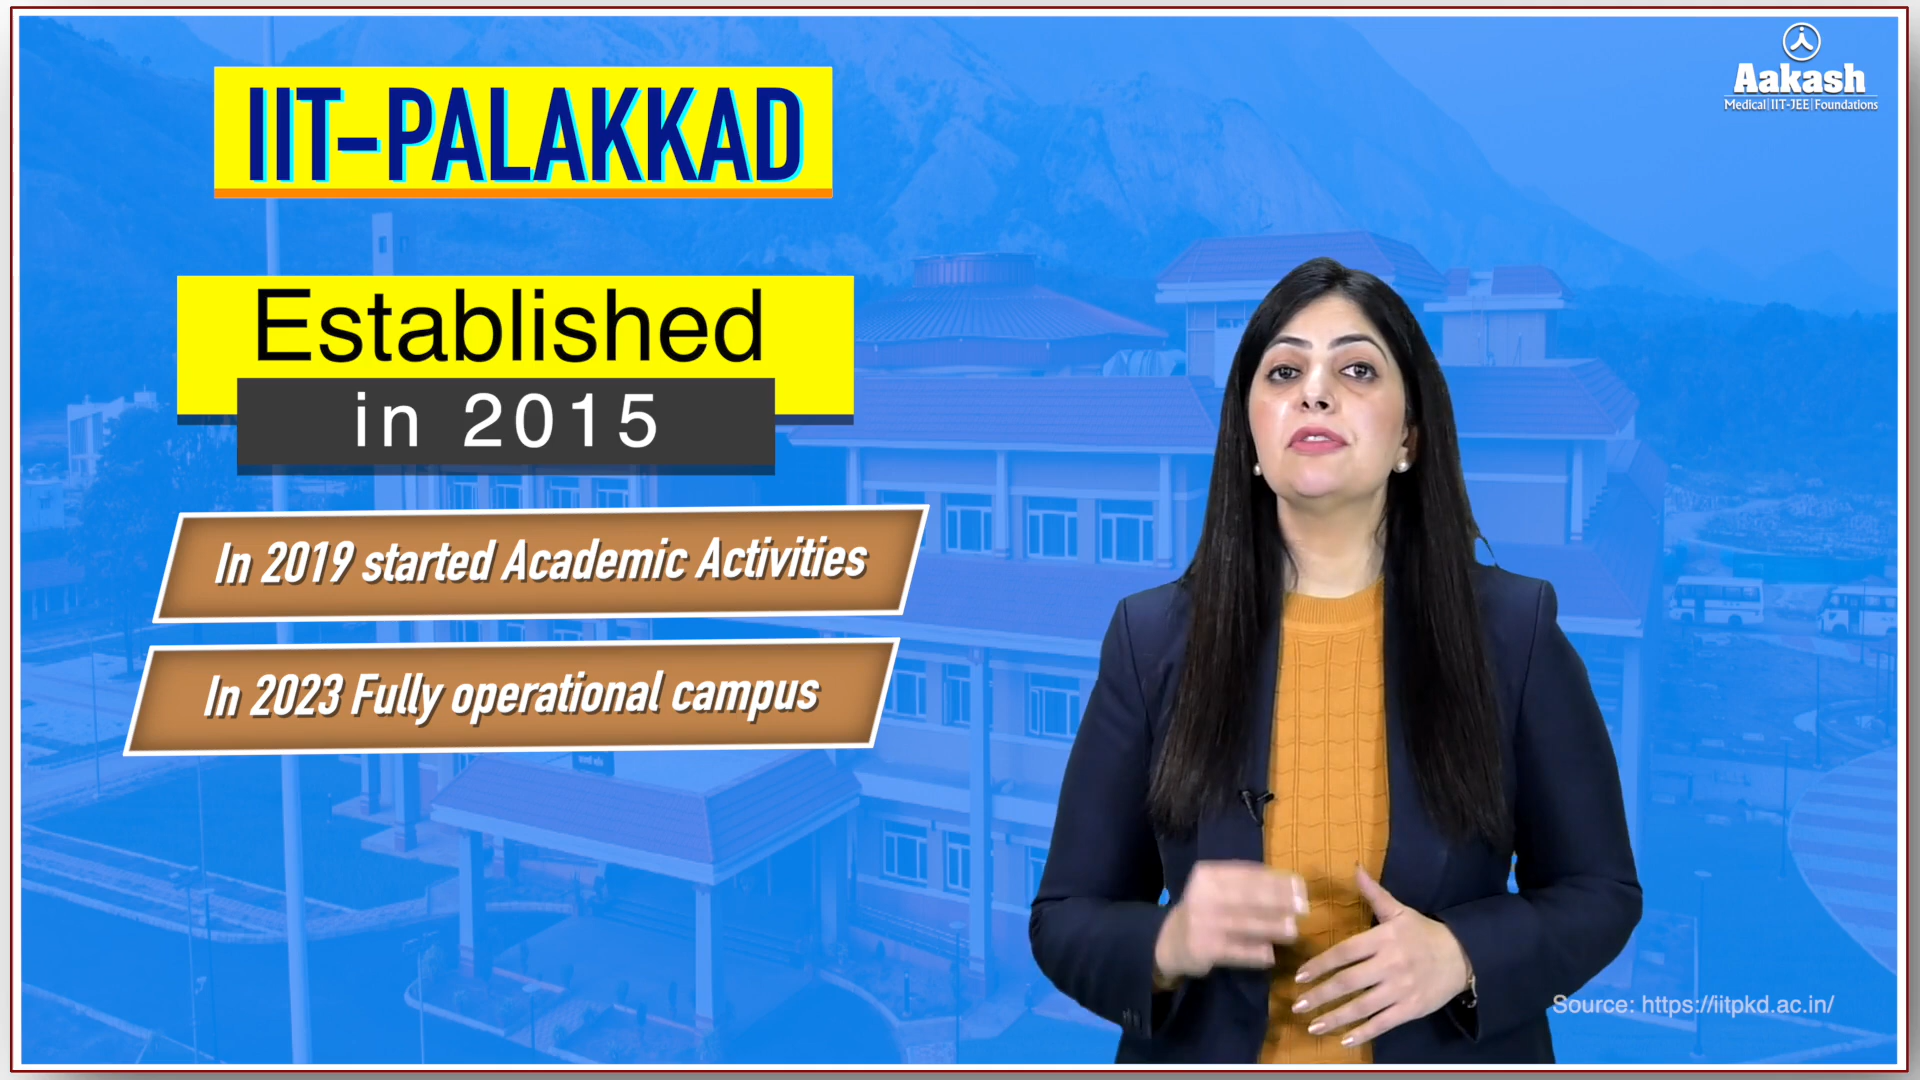 IIT-PALAKKAD
Aakash
Medical|IIT-JEE|Foundations
Established
in 2015
In 2019 started Academic Activities
In 2023 Fully operational campus
Source: https://iitpkd.ac.in/